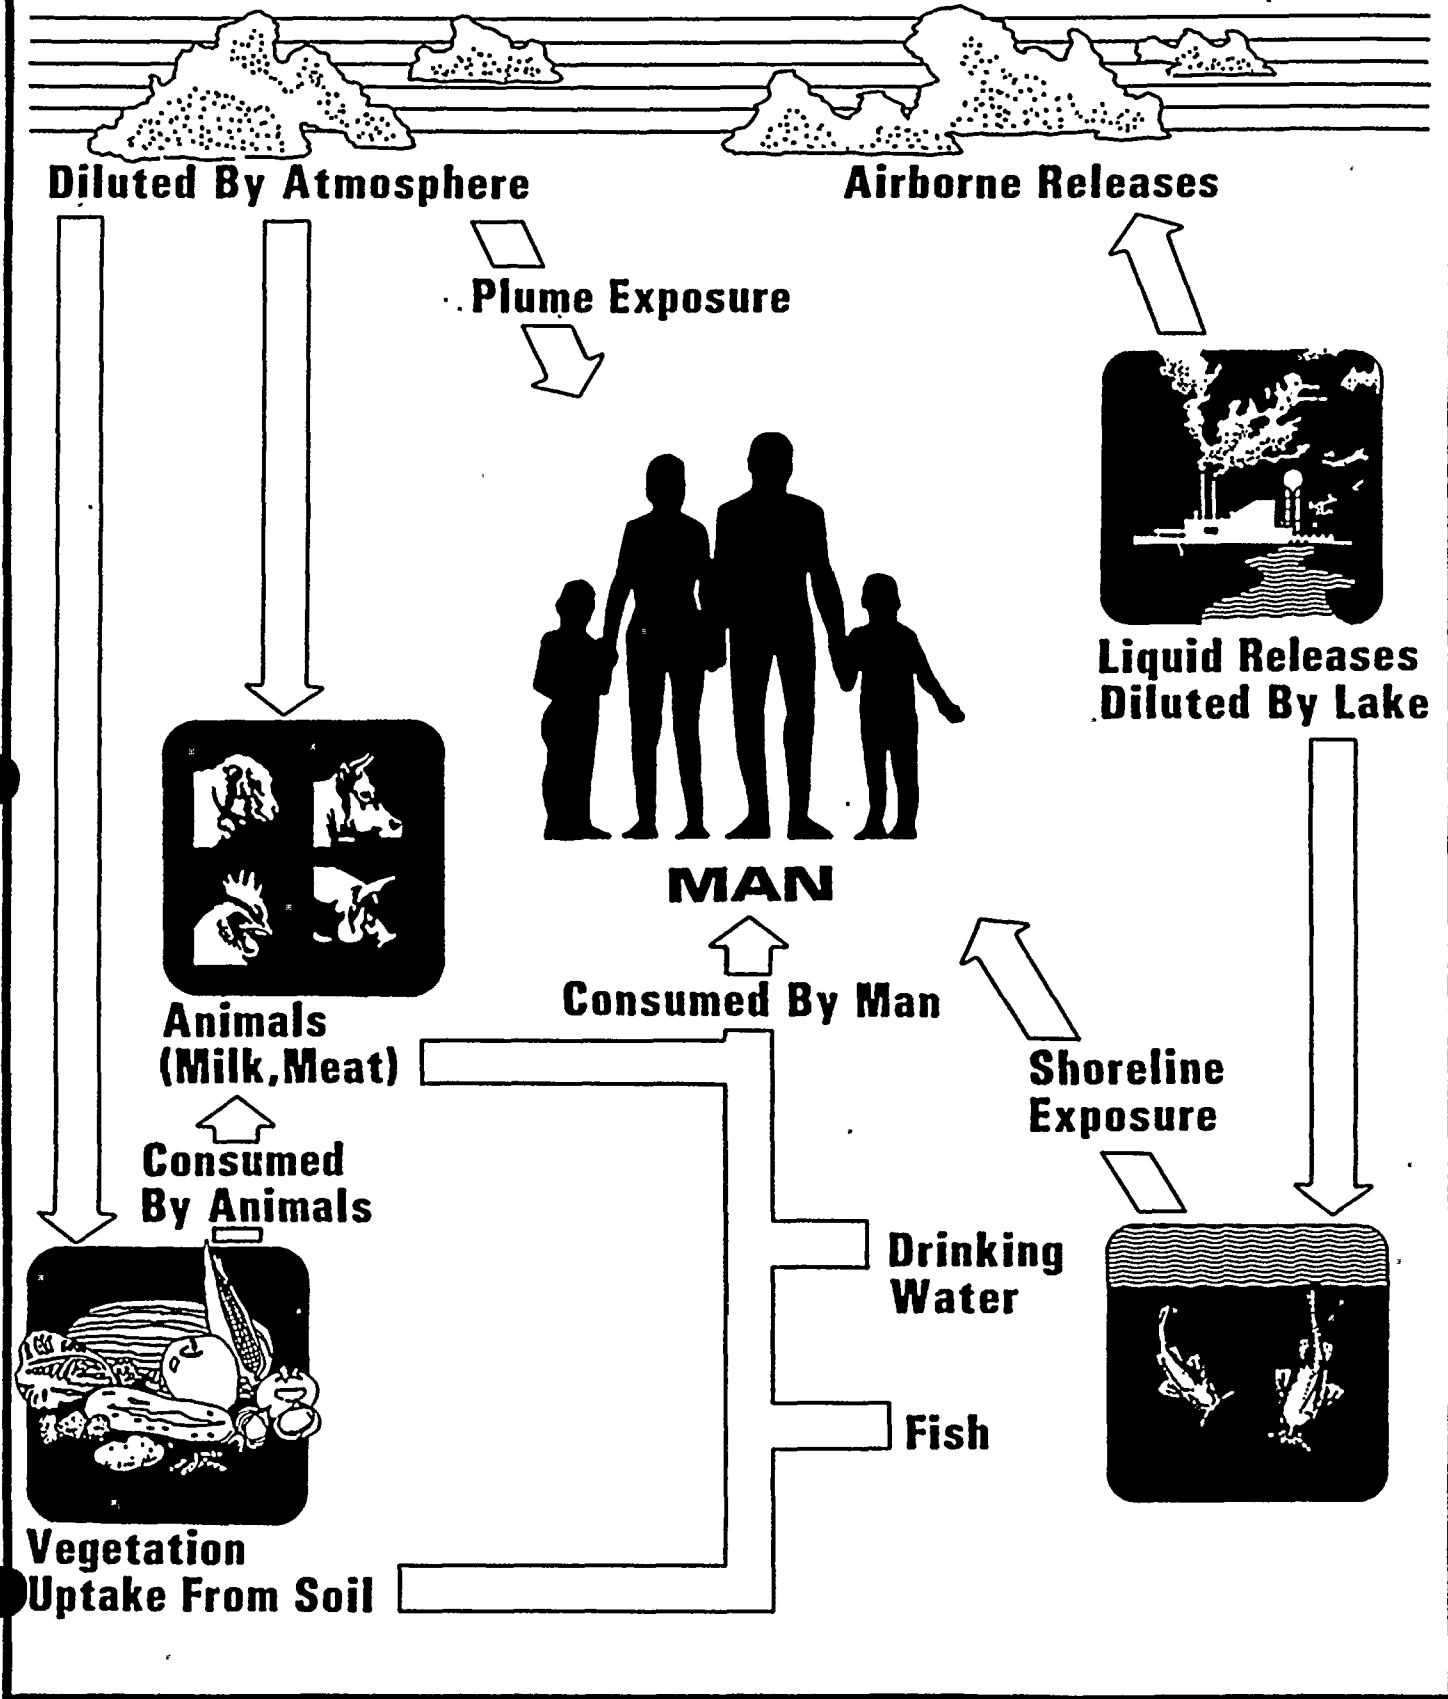 Diluted By Atmosphere
Airborne Releases
Plume Exposure
Liquid Releases
Diluted By Lake
MAN
Consumed By Man
Animals
(Milk,Meat)
Shoreline
Exposure
Consumed
By Animals
Drinking
Water
Fish
Vegetation
Uptake From Soil